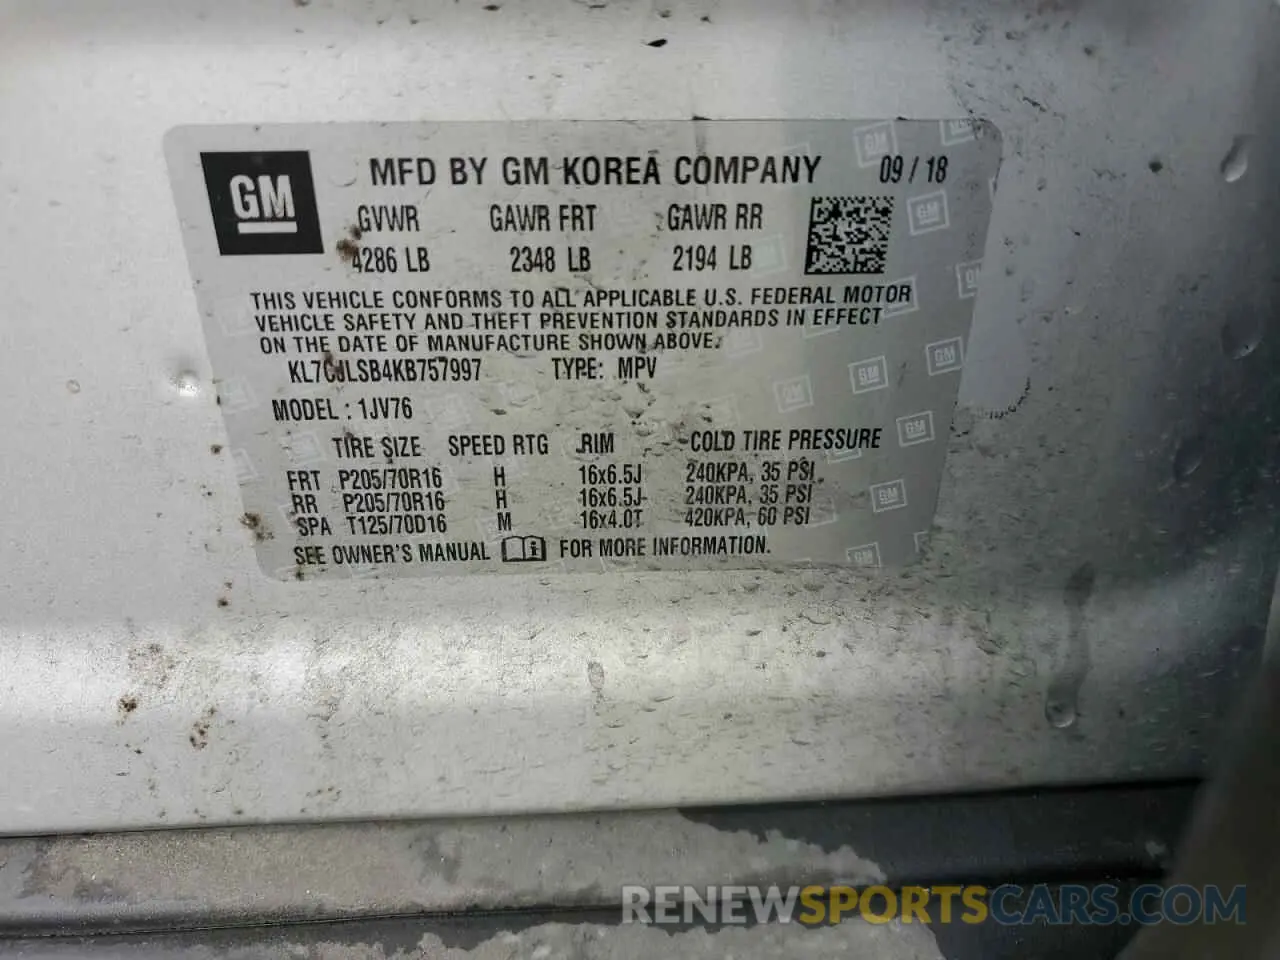 GM
MFD BY GM KOREA COMPANY 09 / 18
GVWR GAWR FRT GAWR RR
4286 LB 2348 LB 2194 LB
THIS VEHICLE CONFORMS TO ALL APPLICABLE U.S. FEDERAL MOTOR
VEHICLE SAFETY AND THEFT PREVENTION STANDARDS IN EFFECT
ON THE DATE OF MANUFACTURE SHOWN ABOVE.
KL7CJLSB4KB757997 TYPE: MPV
MODEL : 1JV76
TIRE SIZE SPEED RTG RIM COLD TIRE PRESSURE
FRT P205/70R16 H 16x6.5J 240KPA, 35 PSI
RR P205/70R16 H 16x6.5J 240KPA, 35 PSI
SPA T125/70D16 M 16x4.0T 420KPA, 60 PSI
SEE OWNER'S MANUAL FOR MORE INFORMATION.
RENEWSPORTSCARS.COM